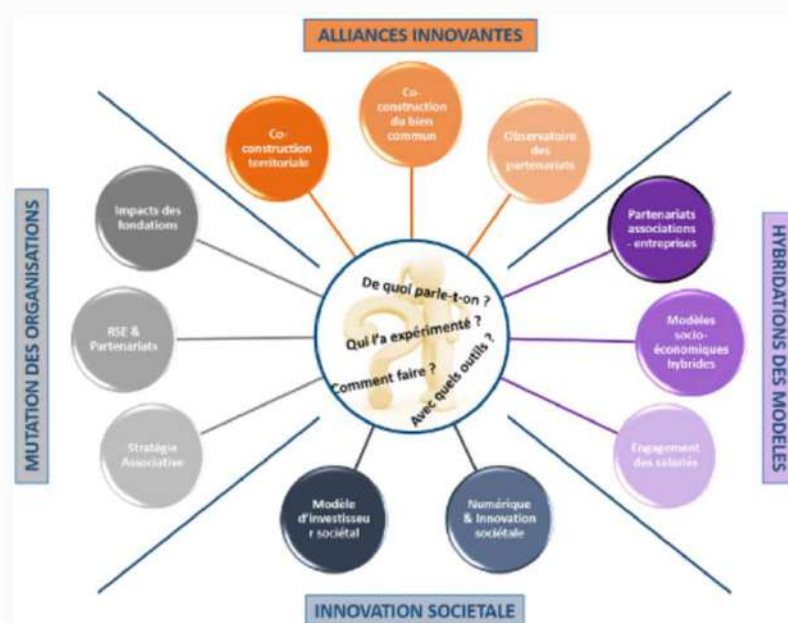 ALLIANCES INNOVANTES
Co-
construction
du bien
commun
Co-
construction
territoriale
Observatoire
des
partenariats
Impacts des
fondations
Partenariats
associations
- entreprises
MUTATION DES ORGANISATIONS
HYBRIDATIONS DES MODELES
De quoi parle-t-on ?
Qui l'a expérimenté ?
Comment faire ?
Avec quels outils ?
RSE &
Partenariats
Modèles
socio-
économiques
hybrides
Stratégie
Associative
Engagement
des salariés
Modèle
d'investisseu
r sociétal
Numérique
& Innovation
sociétale
INNOVATION SOCIETALE